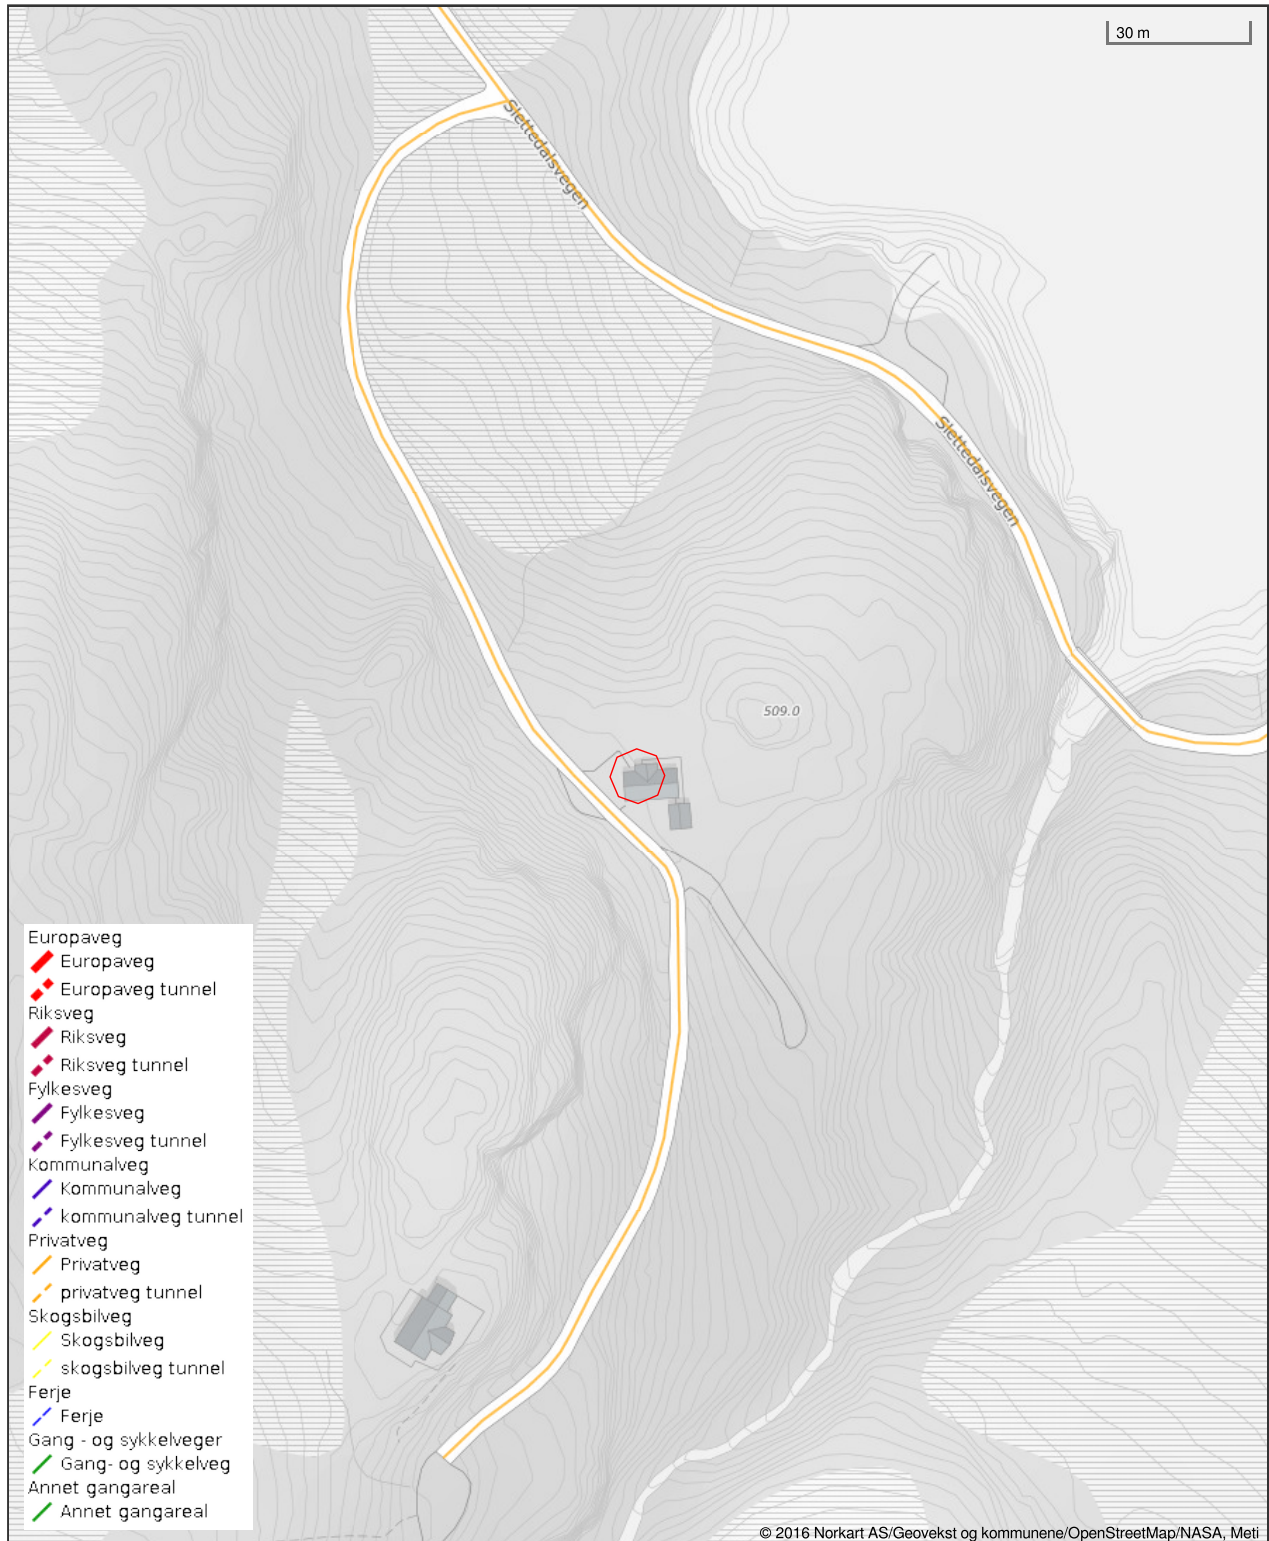 30 m
Slettedalsvegen
Slettedalsvegen
509.0
Europaveg
Europaveg
Europaveg tunnel
Riksveg
Riksveg
Riksveg tunnel
Fylkesveg
Fylkesveg
Fylkesveg tunnel
Kommunalveg
Kommunalveg
kommunalveg tunnel
Privatveg
Privatveg
privatveg tunnel
Skogsbilveg
Skogsbilveg
skogsbilveg tunnel
Ferje
Ferje
Gang - og sykkelveger
Gang- og sykkelveg
Annet gangareal
Annet gangareal
© 2016 Norkart AS/Geovekst og kommunene/OpenStreetMap/NASA, Meti